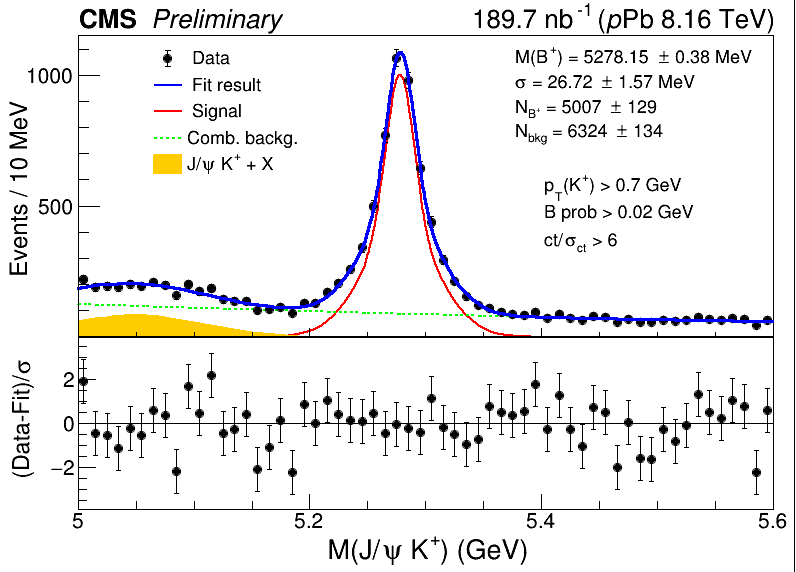 CMS Preliminary 189.7 nb⁻¹ (pPb 8.16 TeV)
Events / 10 MeV
1000
500
Data
Fit result
Signal
Comb. backg.
J/ψ K⁺ + X
M(B⁺) = 5278.15 ± 0.38 MeV
σ = 26.72 ± 1.57 MeV
N_B⁺ = 5007 ± 129
N_bkg = 6324 ± 134
p_T(K⁺) > 0.7 GeV
B prob > 0.02 GeV
ct/σ_ct > 6
(Data-Fit)/σ
2
0
−2
5 5.2 5.4 5.6
M(J/ψ K⁺) (GeV)